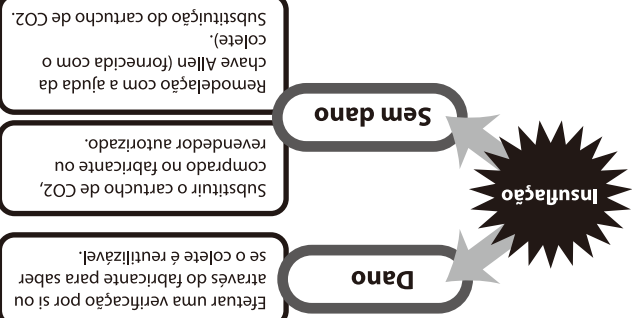 Insuflação
Dano
Efetuar uma verificação por si ou
através do fabricante para saber
se o colete é reutilizável.
Sem dano
Substituir o cartucho de CO2,
comprado no fabricante ou
revendedor autorizado.
Remodelação com a ajuda da
chave Allen (fornecida com o
colete).
Substituição do cartucho de CO2.